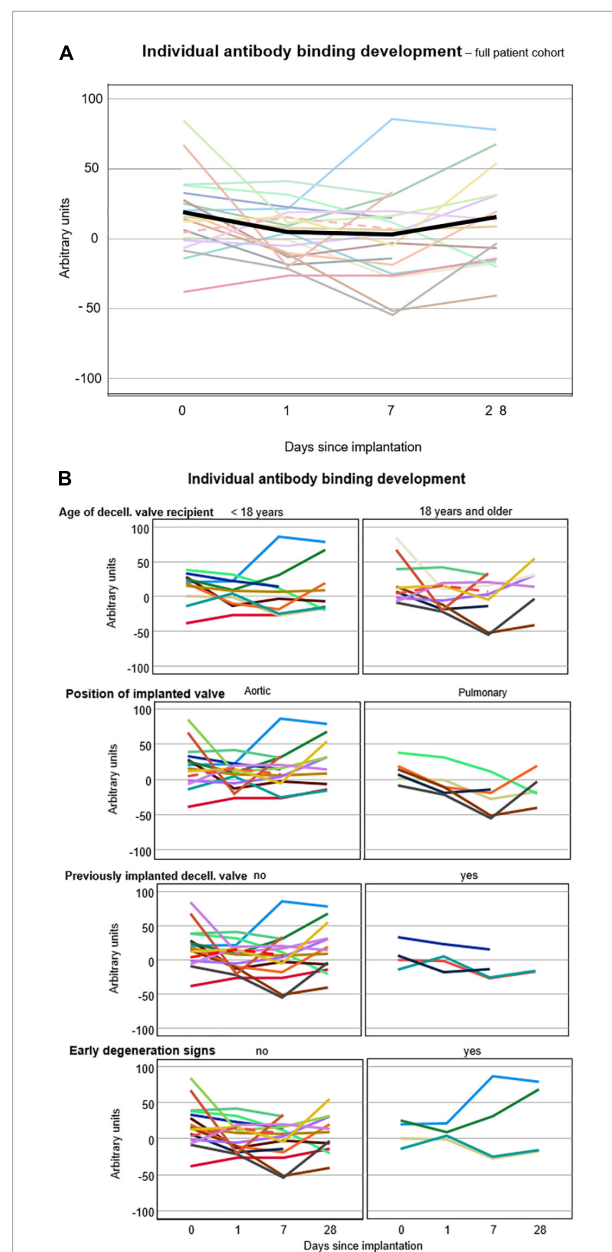 A Individual antibody binding development – full patient cohort
100
50
0
-50
-100
Arbitrary units
0 1 7 2 8
Days since implantation
B Individual antibody binding development
Age of decell. valve recipient < 18 years 18 years and older
100
50
0
-50
-100
Arbitrary units
Position of implanted valve Aortic Pulmonary
100
50
0
-50
-100
Arbitrary units
Previously implanted decell. valve no yes
100
50
0
-50
-100
Arbitrary units
Early degeneration signs no yes
100
50
0
-50
-100
Arbitrary units
0 1 7 28 0 1 7 28
Days since implantation